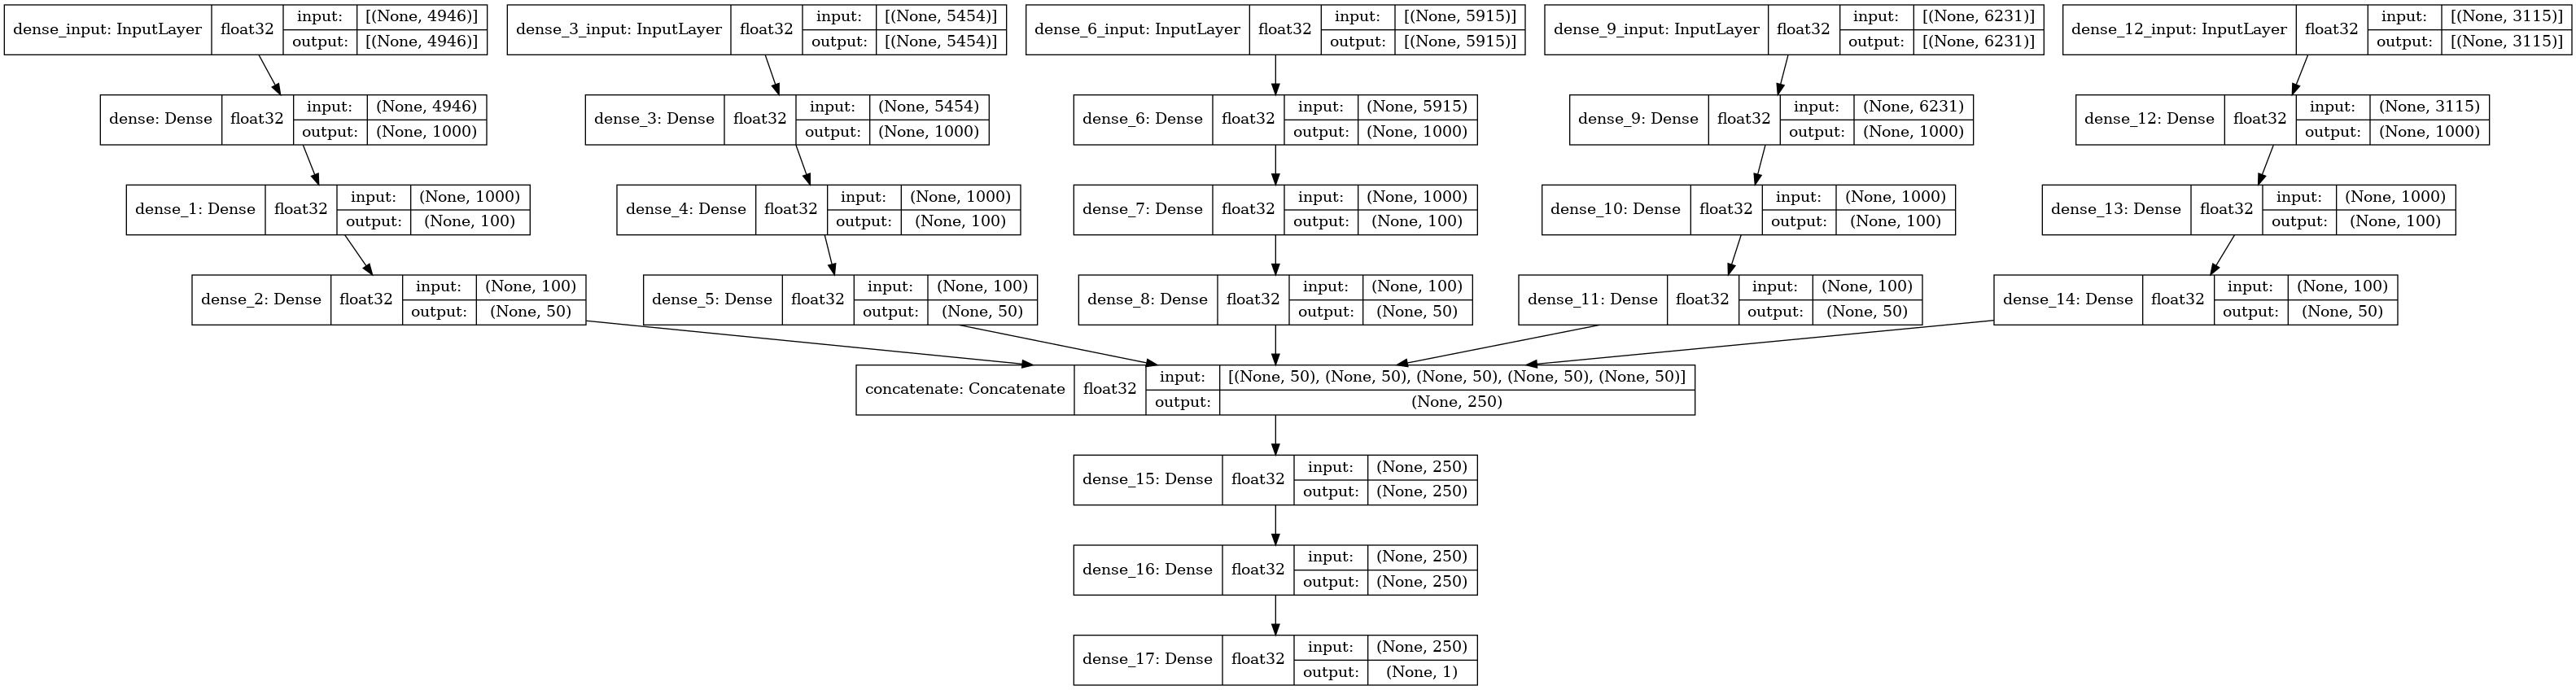 dense_input: InputLayer float32 input: [(None, 4946)]
output: [(None, 4946)]
dense_3_input: InputLayer float32 input: [(None, 5454)]
output: [(None, 5454)]
dense_6_input: InputLayer float32 input: [(None, 5915)]
output: [(None, 5915)]
dense_9_input: InputLayer float32 input: [(None, 6231)]
output: [(None, 6231)]
dense_12_input: InputLayer float32 input: [(None, 3115)]
output: [(None, 3115)]
dense: Dense float32 input: (None, 4946)
output: (None, 1000)
dense_3: Dense float32 input: (None, 5454)
output: (None, 1000)
dense_6: Dense float32 input: (None, 5915)
output: (None, 1000)
dense_9: Dense float32 input: (None, 6231)
output: (None, 1000)
dense_12: Dense float32 input: (None, 3115)
output: (None, 1000)
dense_1: Dense float32 input: (None, 1000)
output: (None, 100)
dense_4: Dense float32 input: (None, 1000)
output: (None, 100)
dense_7: Dense float32 input: (None, 1000)
output: (None, 100)
dense_10: Dense float32 input: (None, 1000)
output: (None, 100)
dense_13: Dense float32 input: (None, 1000)
output: (None, 100)
dense_2: Dense float32 input: (None, 100)
output: (None, 50)
dense_5: Dense float32 input: (None, 100)
output: (None, 50)
dense_8: Dense float32 input: (None, 100)
output: (None, 50)
dense_11: Dense float32 input: (None, 100)
output: (None, 50)
dense_14: Dense float32 input: (None, 100)
output: (None, 50)
concatenate: Concatenate float32 input: [(None, 50), (None, 50), (None, 50), (None, 50), (None, 50)]
output: (None, 250)
dense_15: Dense float32 input: (None, 250)
output: (None, 250)
dense_16: Dense float32 input: (None, 250)
output: (None, 250)
dense_17: Dense float32 input: (None, 250)
output: (None, 1)